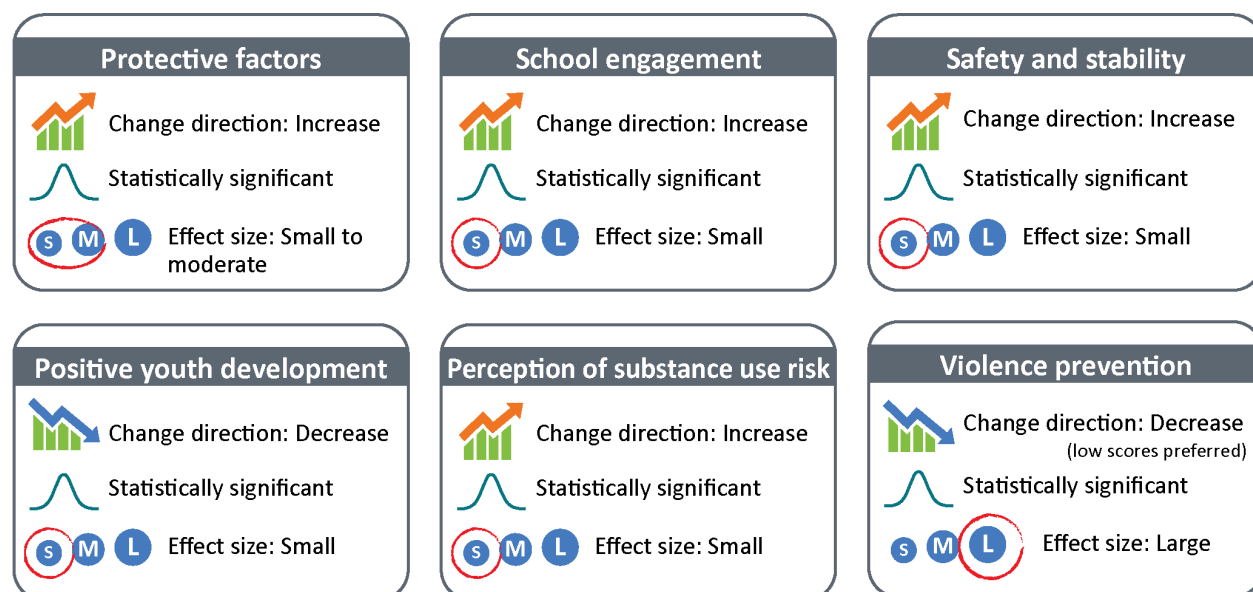 Protective factors
Change direction: Increase
Statistically significant
S M L Effect size: Small to
moderate
School engagement
Change direction: Increase
Statistically significant
S M L Effect size: Small
Safety and stability
Change direction: Increase
Statistically significant
S M L Effect size: Small
Positive youth development
Change direction: Decrease
Statistically significant
S M L Effect size: Small
Perception of substance use risk
Change direction: Increase
Statistically significant
S M L Effect size: Small
Violence prevention
Change direction: Decrease
(low scores preferred)
Statistically significant
S M L Effect size: Large